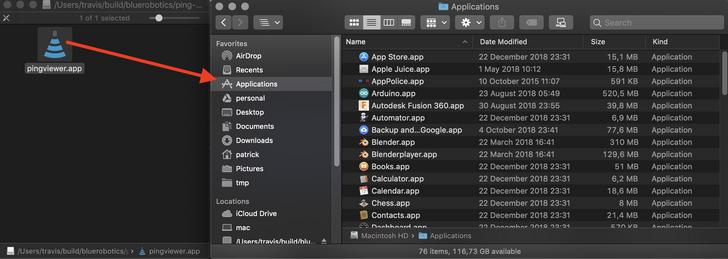 /Users/travis/build/bluerobotics/ping-...
1 of 1 selected
pingviewer.app
/Users/travis/build/bluerobotics/p
pingviewer.app
Applications
Search
Favorites
AirDrop
Recents
Applications
personal
Desktop
Documents
Downloads
patrick
Pictures
tmp
Locations
iCloud Drive
mac
/Users/travis/build/bl
Name Date Modified Size Kind
App Store.app 22 December 2018 23:31 15,1 MB Application
Apple Juice.app 1 May 2018 10:12 15,8 MB Application
AppPolice.app 10 October 2015 11:07 591 KB Application
Arduino.app 23 August 2018 05:49 520,5 MB Application
Autodesk Fusion 360.app 30 August 2018 23:55 39,8 MB Application
Automator.app 22 December 2018 23:31 6,9 MB Application
Backup and...Google.app 4 October 2018 23:41 77,6 MB Application
Blender.app 22 March 2018 16:41 310 MB Application
Blenderplayer.app 22 March 2018 16:41 129,6 MB Application
Books.app 22 December 2018 23:31 51 MB Application
Calculator.app 22 December 2018 23:31 6,2 MB Application
Calendar.app 22 December 2018 23:31 18,6 MB Application
Chess.app 22 December 2018 23:31 8 MB Application
Contacts.app 22 December 2018 23:31 21,4 MB Application
Dashboard.app 22 December 2018 23:31 570 KB Application
Macintosh HD Applications
76 items, 116,73 GB available